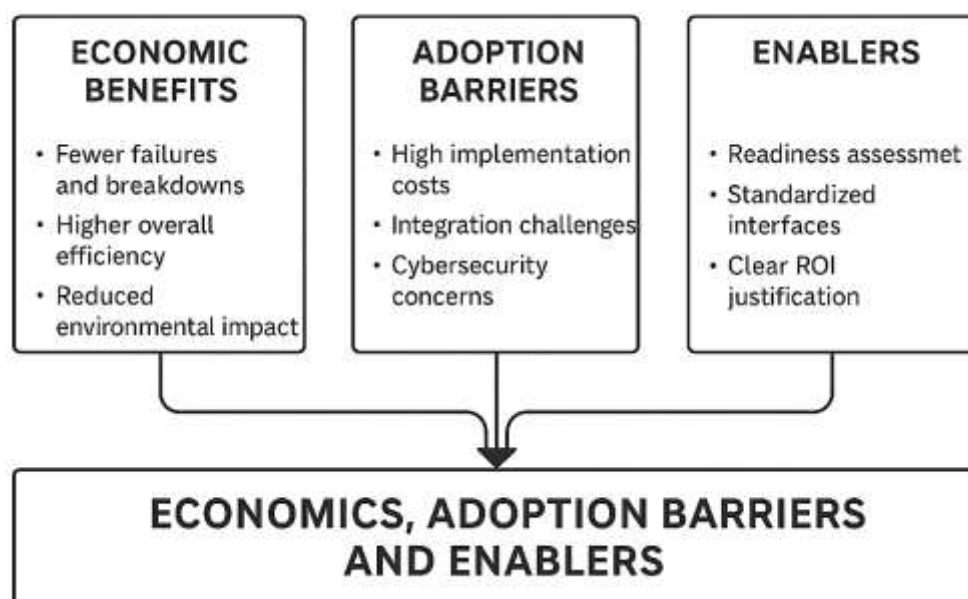 ECONOMIC
BENEFITS
• Fewer failures
and breakdowns
• Higher overall
efficiency
• Reduced
environmental impact
ADOPTION
BARRIERS
• High implementation
costs
• Integration challenges
• Cybersecurity
concerns
ENABLERS
• Readiness assessmet
• Standardized
interfaces
• Clear ROI
justification
ECONOMICS, ADOPTION BARRIERS
AND ENABLERS